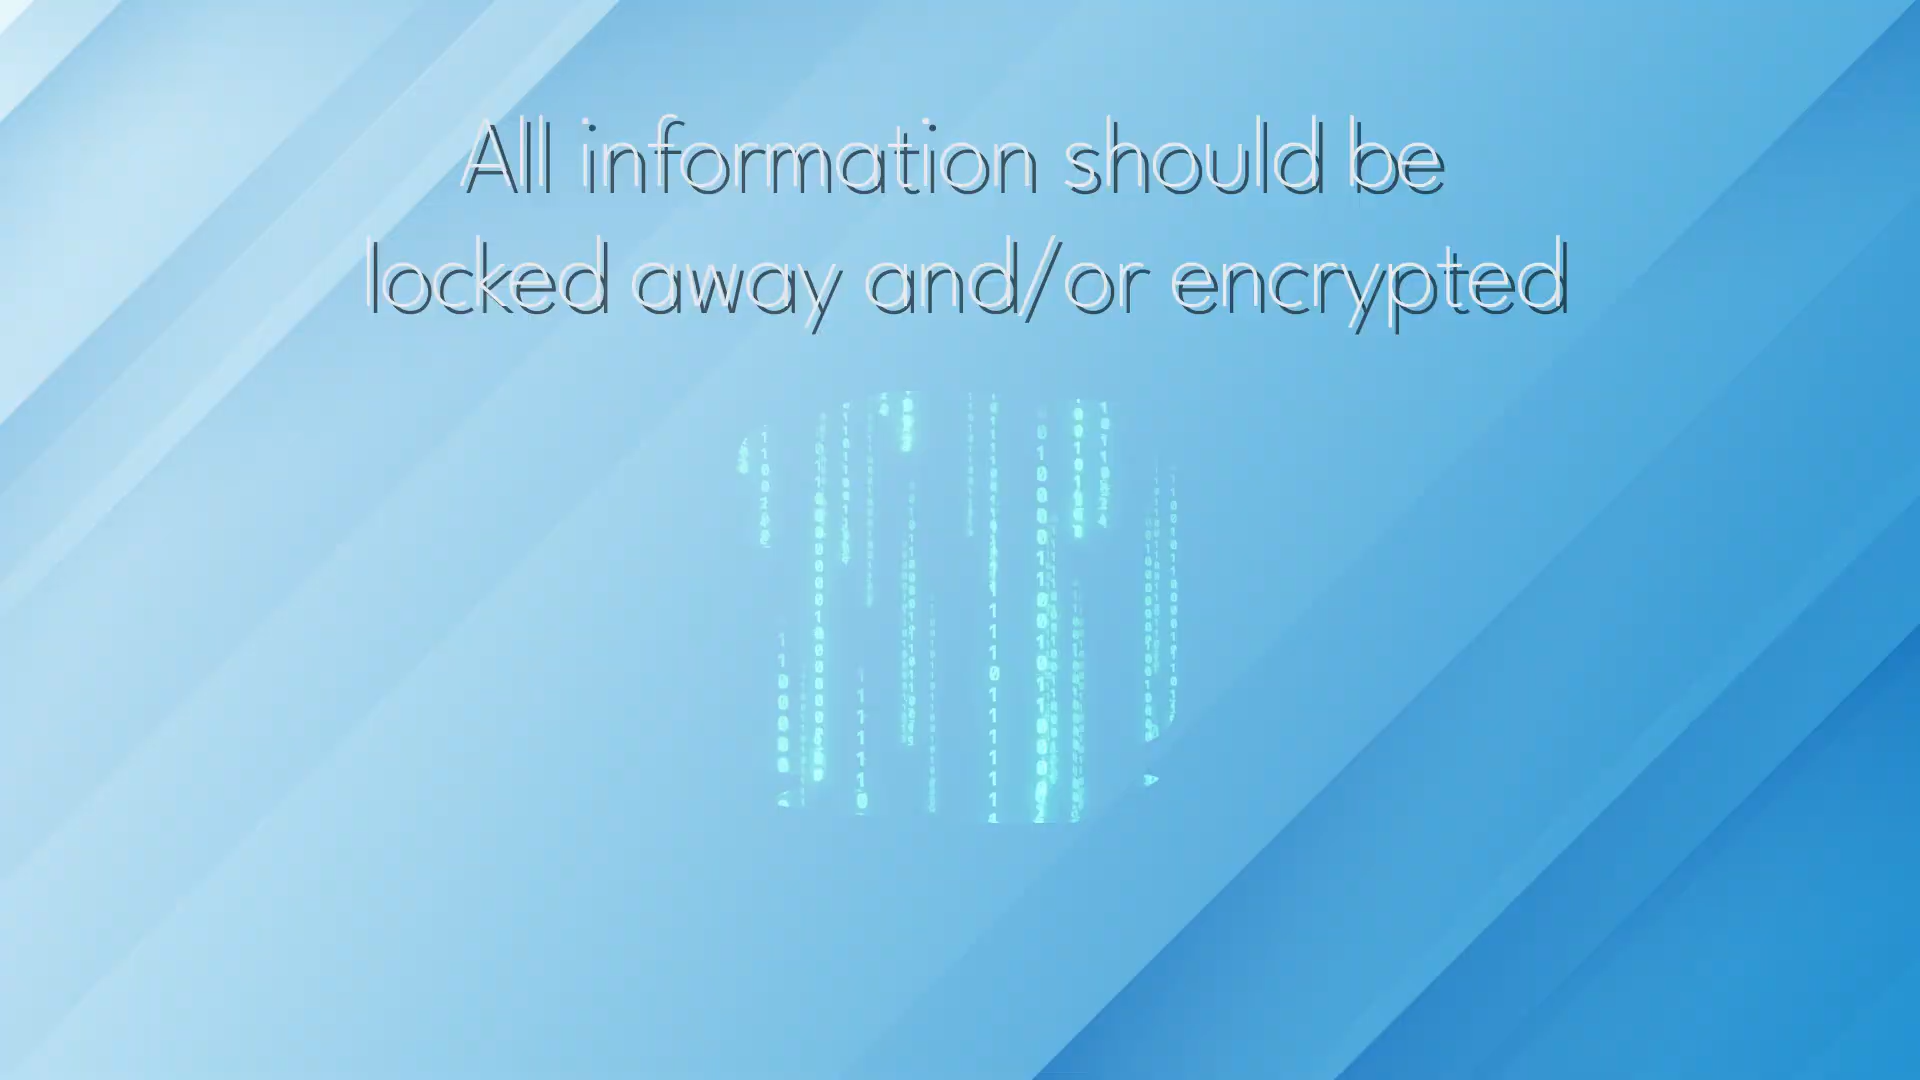 All information should be
locked away and/or encrypted